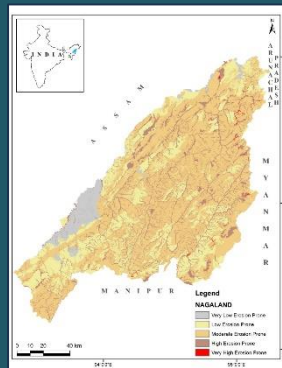 INDIA
N
ARUNACHAL
PRADESH
ASSAM
MYANMAR
MANIPUR
Legend
NAGALAND
Very Low Erosion Prone
Low Erosion Prone
Moderate Erosion Prone
High Erosion Prone
Very High Erosion Prone
0 10 20 40 km